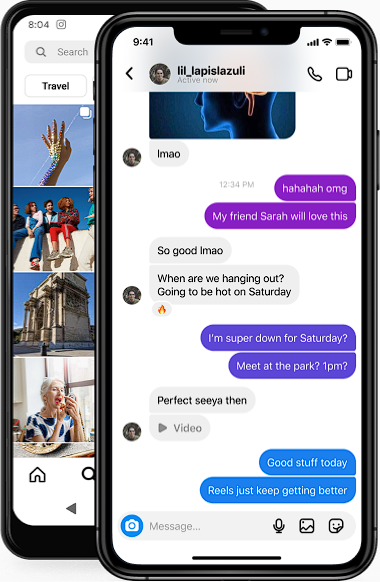 8:04
Search
Travel
9:41
lil_lapislazuli
Active now
lmao
12:34 PM
hahahah omg
My friend Sarah will love this
So good lmao
When are we hanging out?
Going to be hot on Saturday
🔥
I'm super down for Saturday?
Meet at the park? 1pm?
Perfect seeya then
Video
Good stuff today
Reels just keep getting better
Message...